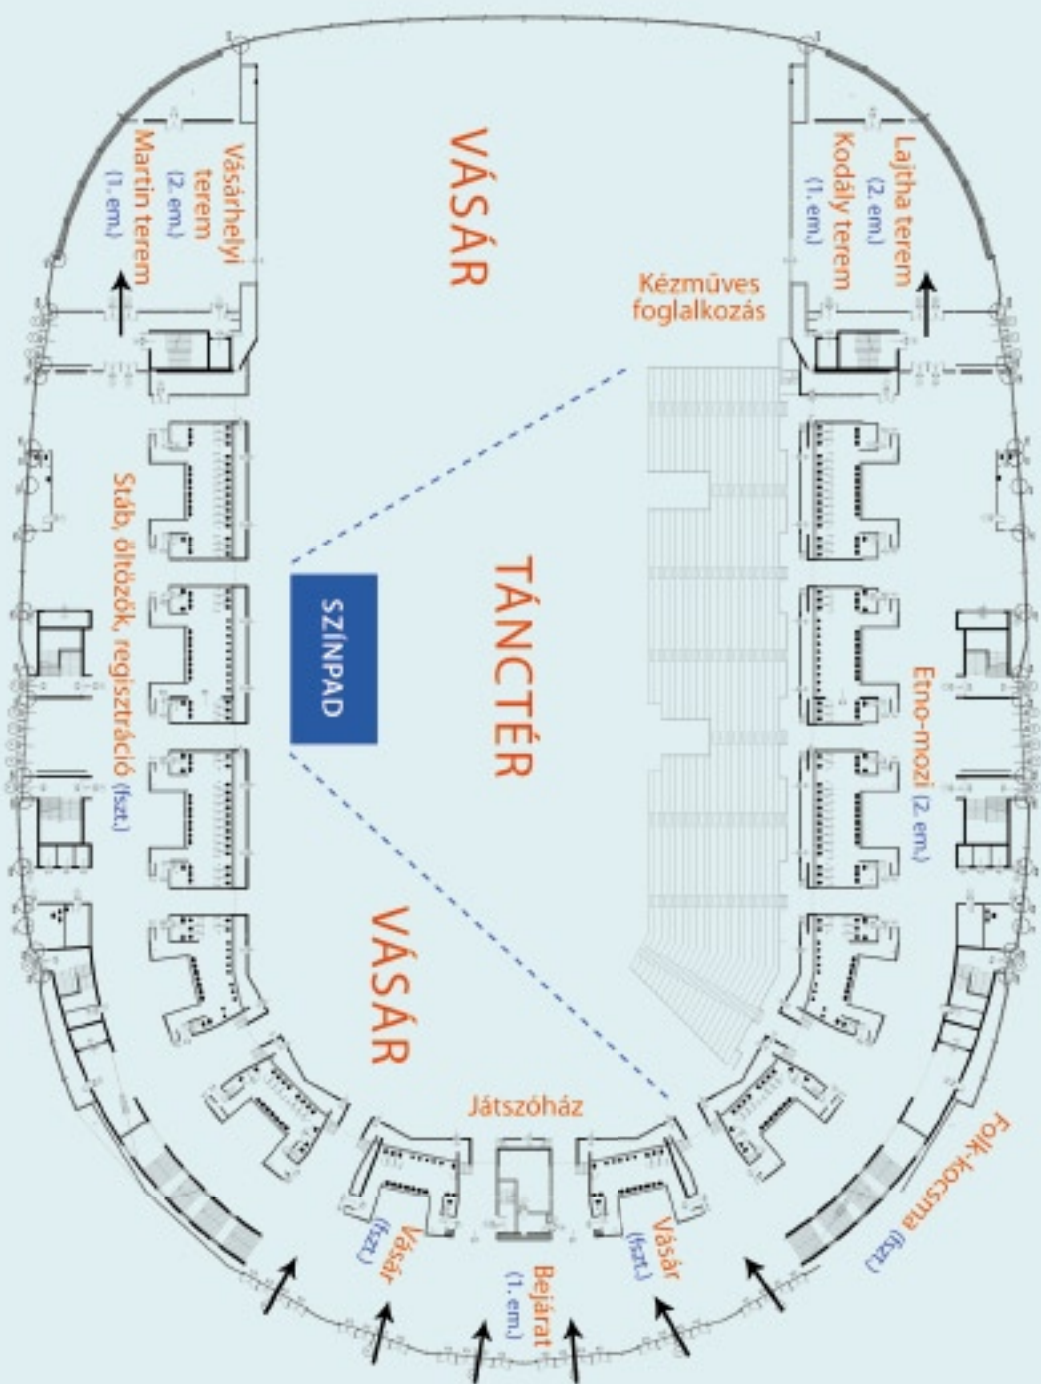 VÁSÁR
Lajtha terem
(2. em.)
Kodály terem
(1. em.)
Vásárhelyi
terem
(2. em.)
Martin terem
(1. em.)
Kézműves
foglalkozás
TÁNCTÉR
SZÍNPAD
Etno-mozi (2. em.)
Stáb, öltözők, regisztráció (fszt.)
VÁSÁR
Játszóház
Folk-kocsma (fszt.)
Vásár
(fszt.)
Vásár
(fszt.)
Bejárat
(1. em.)